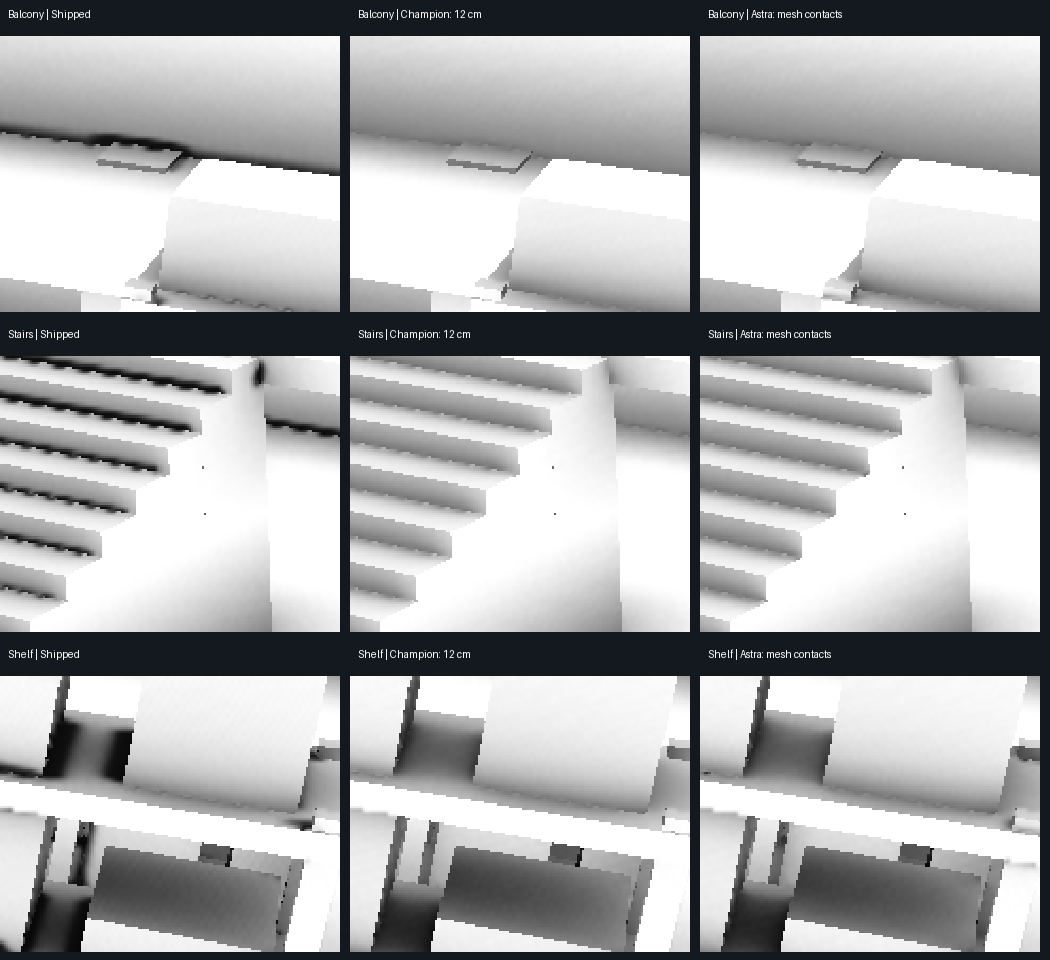 Balcony | Shipped
Balcony | Champion: 12 cm
Balcony | Astra: mesh contacts
Stairs | Shipped
Stairs | Champion: 12 cm
Stairs | Astra: mesh contacts
Shelf | Shipped
Shelf | Champion: 12 cm
Shelf | Astra: mesh contacts